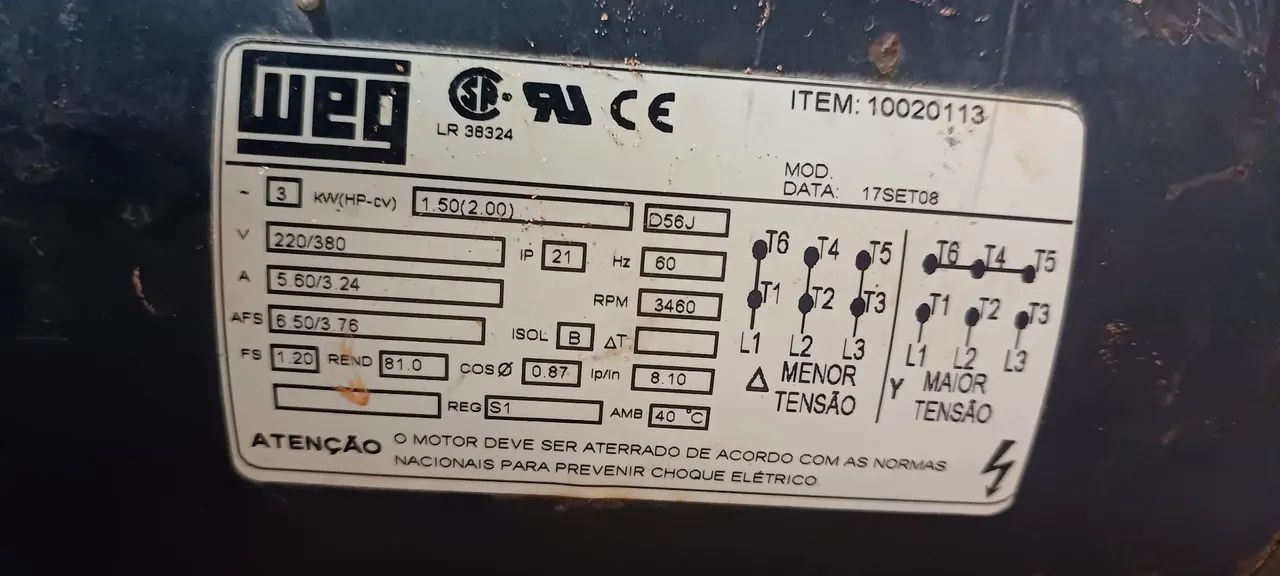 WEG SP® RU CE ITEM: 10020113
LR 38324
MOD.
DATA: 17SET08
~ 3 KW(HP-cv) 1.50(2.00) D56J
V 220/380 IP 21 Hz 60
A 5.60/3.24 RPM 3460
AFS 6.50/3.76 ISOL B ΔT
FS 1.20 REND 81.0 COSØ 0.87 Ip/In 8.10
REG S1 AMB 40 °C
T6 T4 T5
T1 T2 T3
L1 L2 L3
Δ MENOR
TENSÃO
T6 T4 T5
T1 T2 T3
L1 L2 L3
Y MAIOR
TENSÃO
ATENÇÃO O MOTOR DEVE SER ATERRADO DE ACORDO COM AS NORMAS
NACIONAIS PARA PREVENIR CHOQUE ELÉTRICO